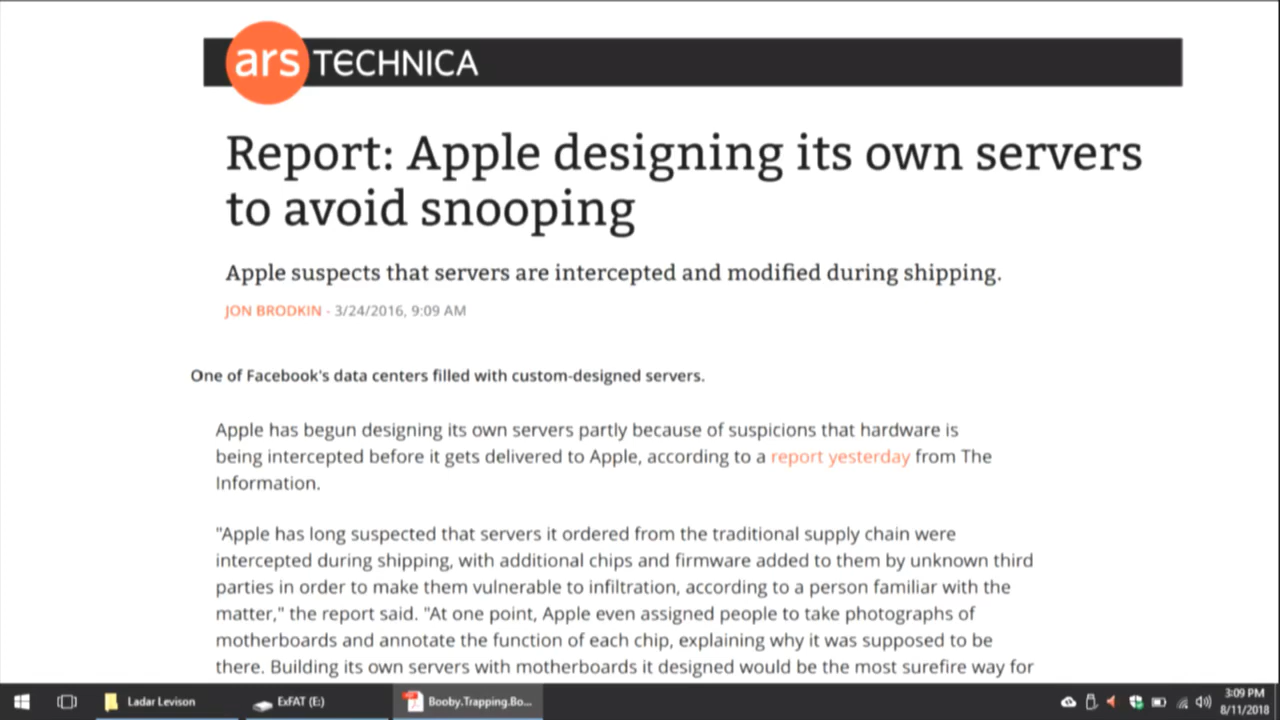 ars TECHNICA
Report: Apple designing its own servers
to avoid snooping
Apple suspects that servers are intercepted and modified during shipping.
JON BRODKIN - 3/24/2016, 9:09 AM
One of Facebook's data centers filled with custom-designed servers.
Apple has begun designing its own servers partly because of suspicions that hardware is
being intercepted before it gets delivered to Apple, according to a report yesterday from The
Information.
"Apple has long suspected that servers it ordered from the traditional supply chain were
intercepted during shipping, with additional chips and firmware added to them by unknown third
parties in order to make them vulnerable to infiltration, according to a person familiar with the
matter," the report said. "At one point, Apple even assigned people to take photographs of
motherboards and annotate the function of each chip, explaining why it was supposed to be
there. Building its own servers with motherboards it designed would be the most surefire way for
Ladar Levison
ExFAT (E:)
Booby.Trapping.Bo...
3:09 PM
8/11/2018